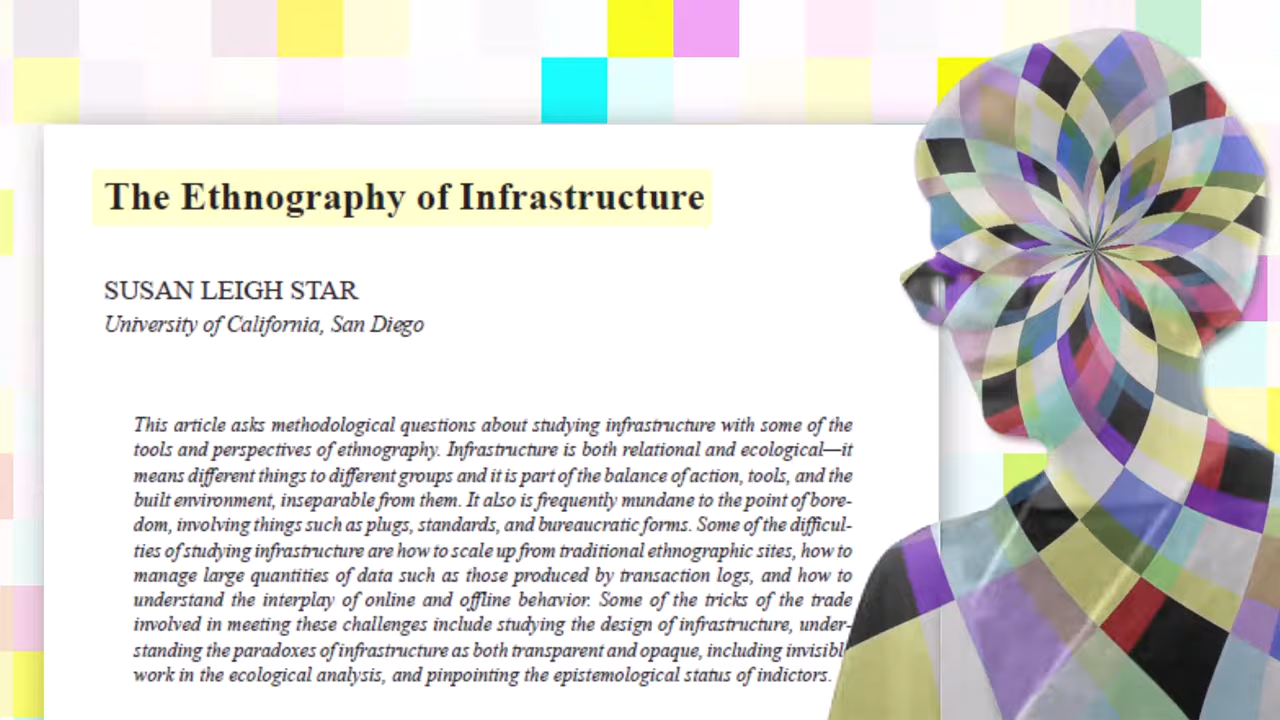 The Ethnography of Infrastructure
SUSAN LEIGH STAR
University of California, San Diego
This article asks methodological questions about studying infrastructure with some of the
tools and perspectives of ethnography. Infrastructure is both relational and ecological—it
means different things to different groups and it is part of the balance of action, tools, and the
built environment, inseparable from them. It also is frequently mundane to the point of bore-
dom, involving things such as plugs, standards, and bureaucratic forms. Some of the difficul-
ties of studying infrastructure are how to scale up from traditional ethnographic sites, how to
manage large quantities of data such as those produced by transaction logs, and how to
understand the interplay of online and offline behavior. Some of the tricks of the trade
involved in meeting these challenges include studying the design of infrastructure, under-
standing the paradoxes of infrastructure as both transparent and opaque, including invisibl
work in the ecological analysis, and pinpointing the epistemological status of indictors.